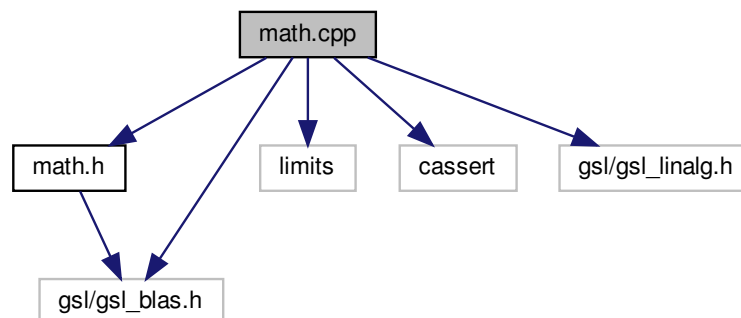 math.cpp
math.h
limits
cassert
gsl/gsl_linalg.h
gsl/gsl_blas.h